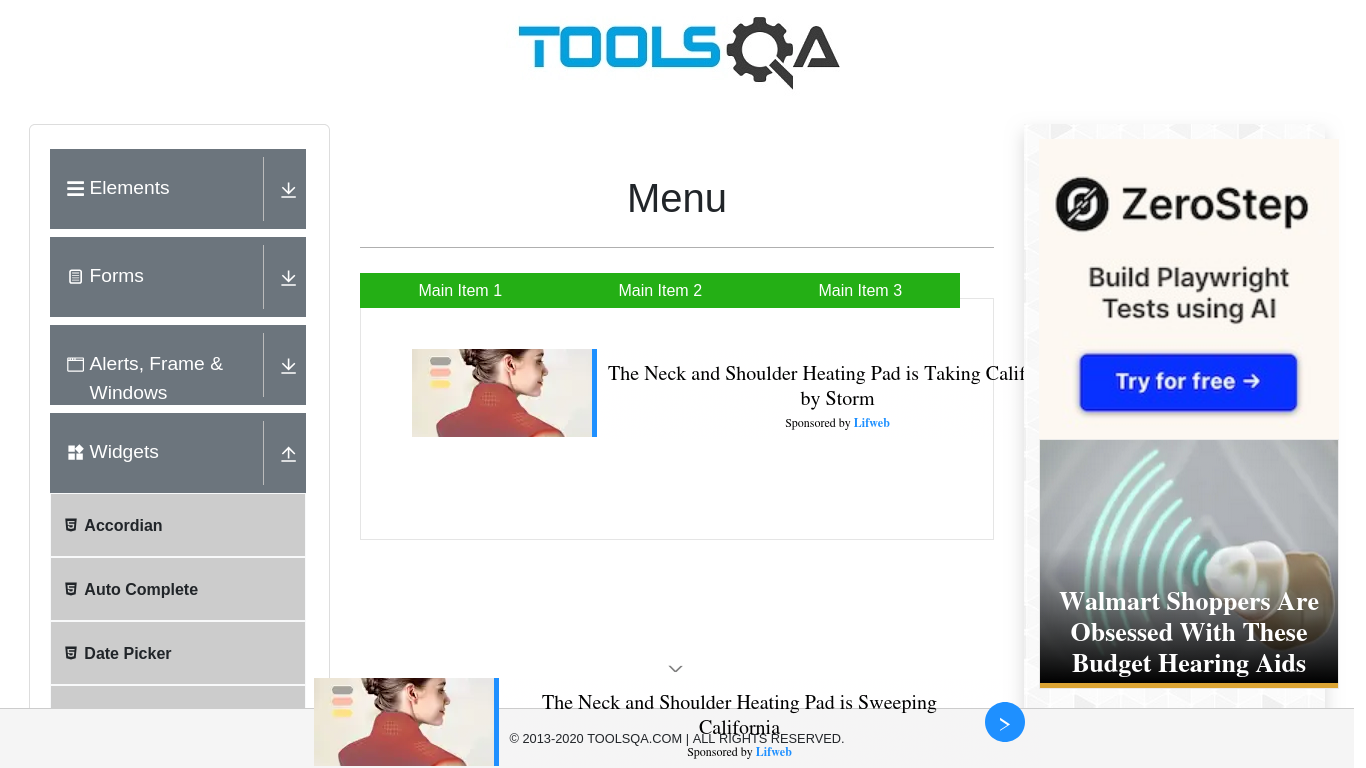 TOOLSQA
Elements
Forms
Alerts, Frame &
Windows
Widgets
Accordian
Auto Complete
Date Picker
Menu
Main Item 1
Main Item 2
Main Item 3
The Neck and Shoulder Heating Pad is Taking Calif
by Storm
Sponsored by Lifweb
ZeroStep
Build Playwright
Tests using AI
Try for free →
Walmart Shoppers Are
Obsessed With These
Budget Hearing Aids
The Neck and Shoulder Heating Pad is Sweeping
California
Sponsored by Lifweb
© 2013-2020 TOOLSQA.COM | ALL RIGHTS RESERVED.